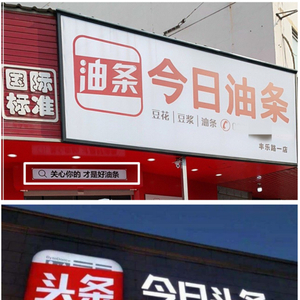 国际
标准
油条
今日油条
豆花 | 豆浆 | 油条
丰乐路一店
关心你的 才是好油条
头条
今日头条